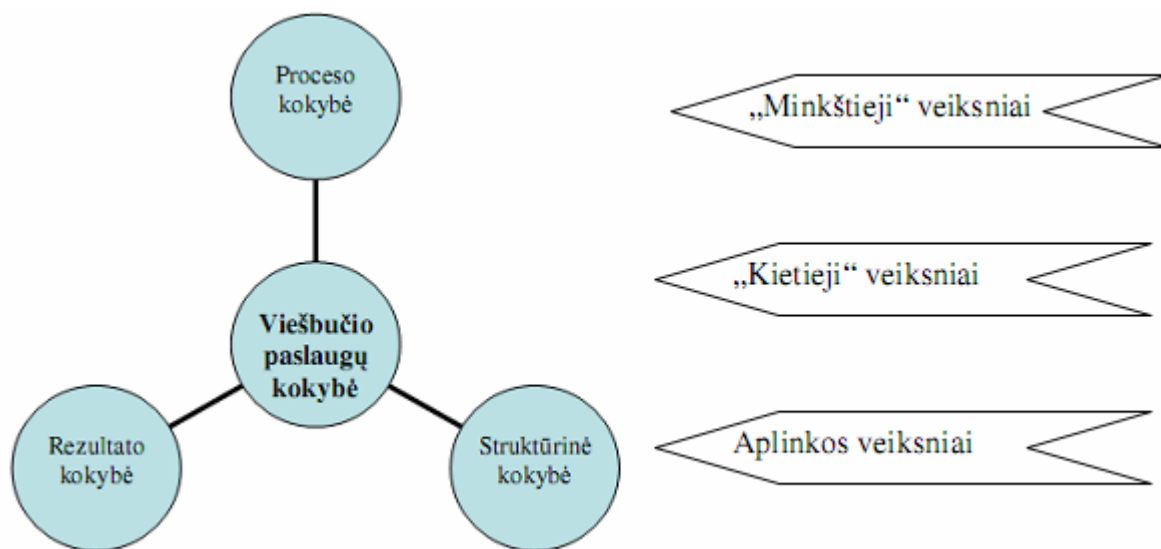 Proceso
kokybė
„Minkštieji“ veiksniai
„Kietieji“ veiksniai
Viešbučio
paslaugų
kokybė
Rezultato
kokybė
Struktūrinė
kokybė
Aplinkos veiksniai